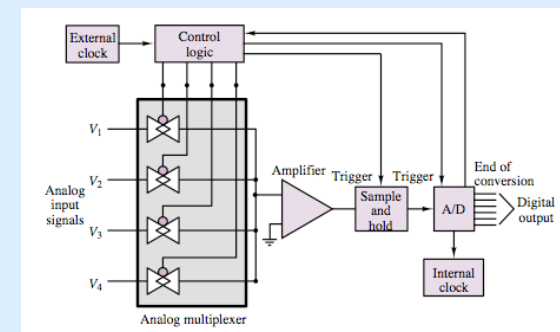 External
clock
Control
logic
V1
V2
Analog
input
signals
V3
V4
Analog multiplexer
Amplifier
Trigger
Trigger
Sample
and
hold
A/D
End of
conversion
Digital
output
Internal
clock